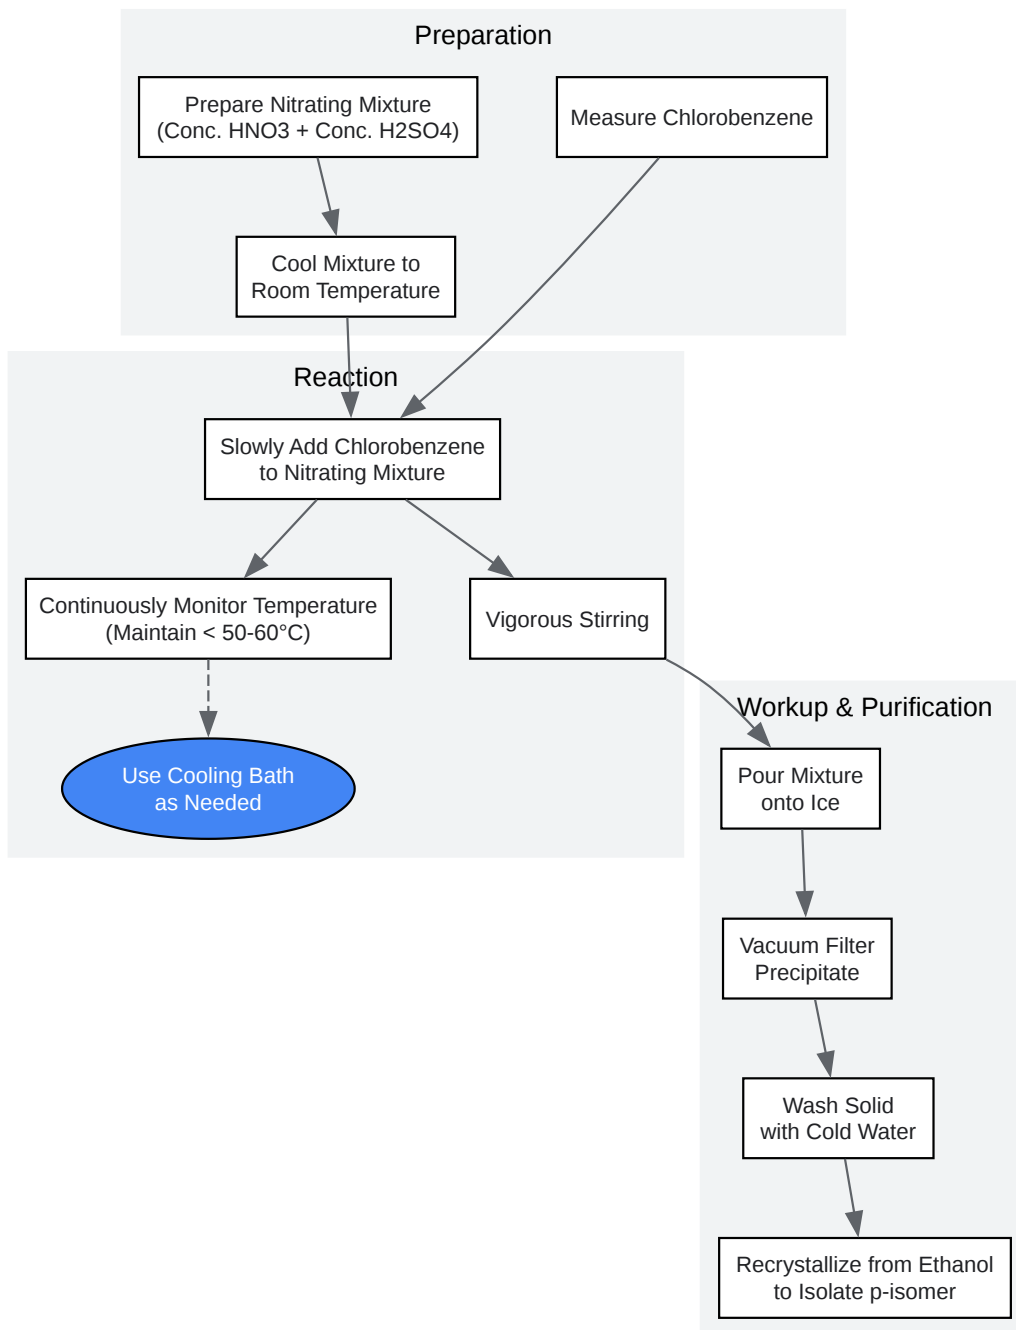 Preparation
Prepare Nitrating Mixture
(Conc. HNO3 + Conc. H2SO4)
Measure Chlorobenzene
Cool Mixture to
Room Temperature
Reaction
Slowly Add Chlorobenzene
to Nitrating Mixture
Continuously Monitor Temperature
(Maintain < 50-60°C)
Vigorous Stirring
Use Cooling Bath
as Needed
Workup & Purification
Pour Mixture
onto Ice
Vacuum Filter
Precipitate
Wash Solid
with Cold Water
Recrystallize from Ethanol
to Isolate p-isomer